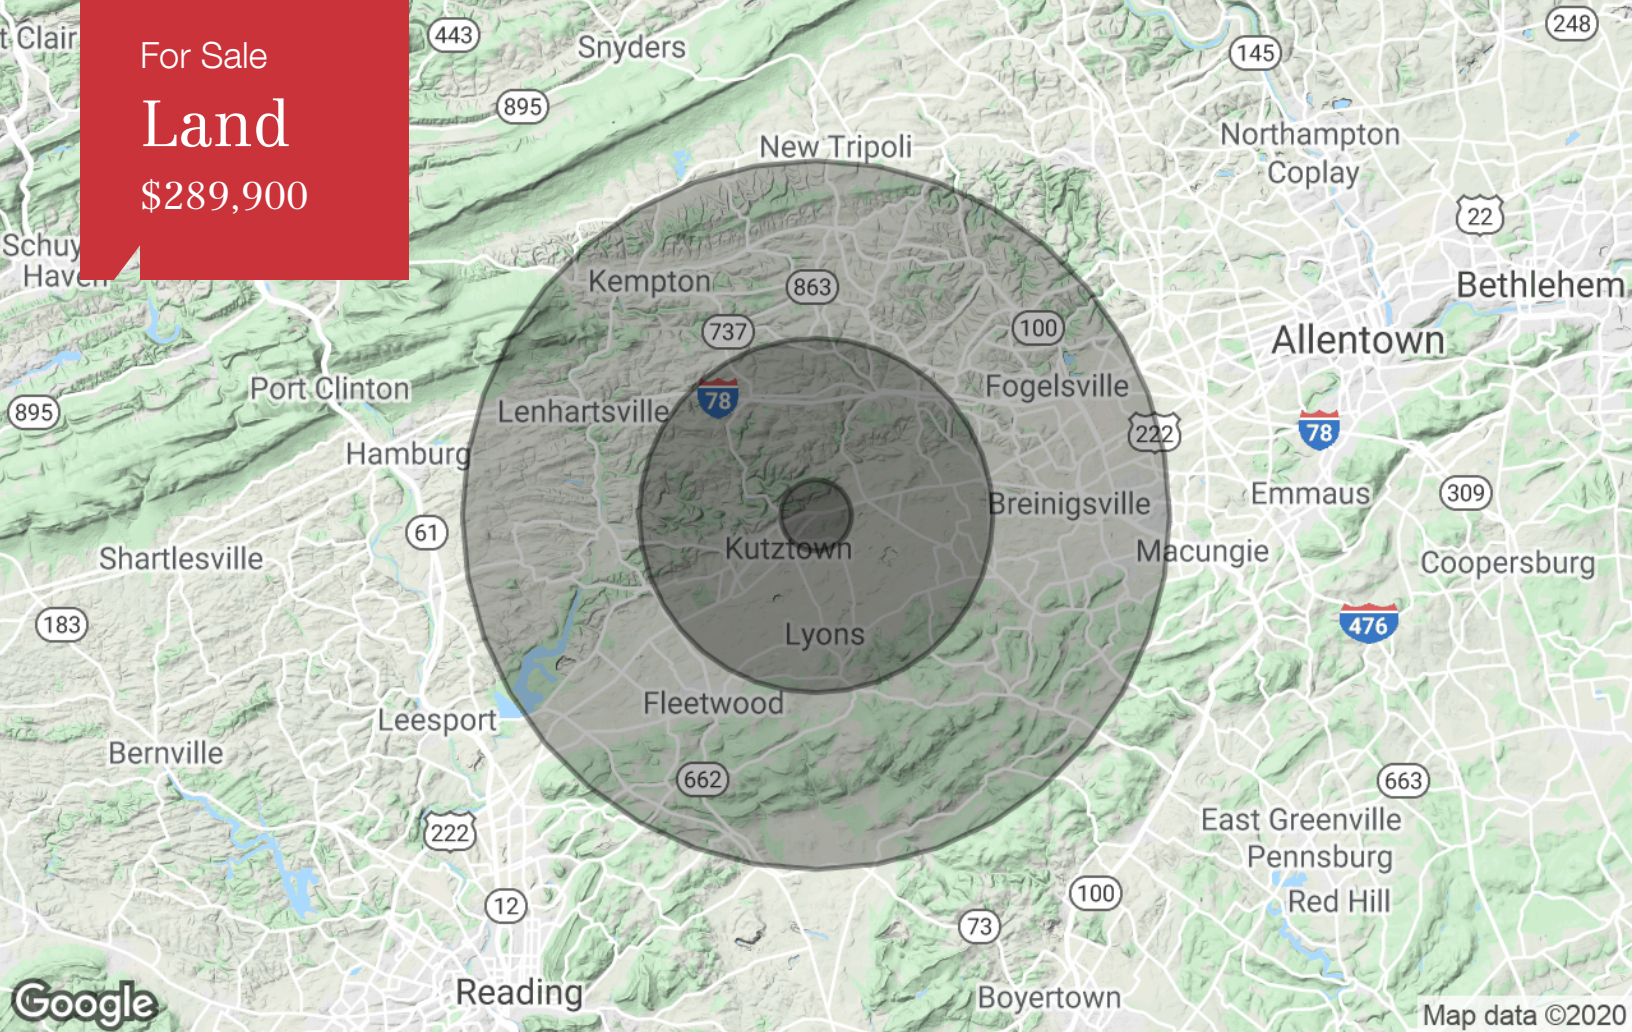 For Sale
Land
$289,900
t Clair
443
Snyders
145
248
895
New Tripoli
Northampton
Coplay
22
Schuy
Haven
Kempton
863
Bethlehem
737
100
Allentown
Port Clinton
Fogelsville
895
Lenhartsville
78
222
78
Hamburg
Emmaus
309
Breinigsville
61
Kutztown
Macungie
Shartlesville
Coopersburg
183
Lyons
476
Fleetwood
Leesport
Bernville
662
663
222
East Greenville
Pennsburg
100
Red Hill
12
73
Reading
Boyertown
Google
Map data ©2020